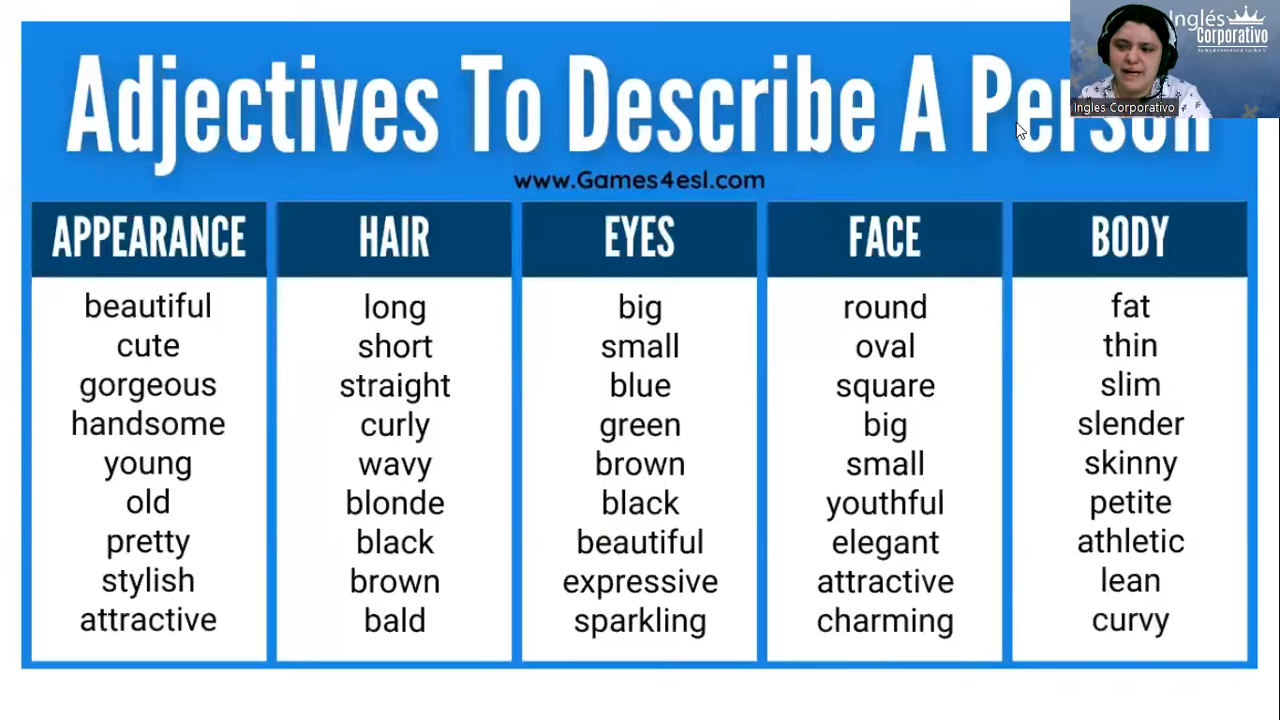 Adjectives To Describe A Person
www.Games4esl.com
Inglés
Corporativo
Ingles Corporativo
APPEARANCE
beautiful
cute
gorgeous
handsome
young
old
pretty
stylish
attractive
HAIR
long
short
straight
curly
wavy
blonde
black
brown
bald
EYES
big
small
blue
green
brown
black
beautiful
expressive
sparkling
FACE
round
oval
square
big
small
youthful
elegant
attractive
charming
BODY
fat
thin
slim
slender
skinny
petite
athletic
lean
curvy